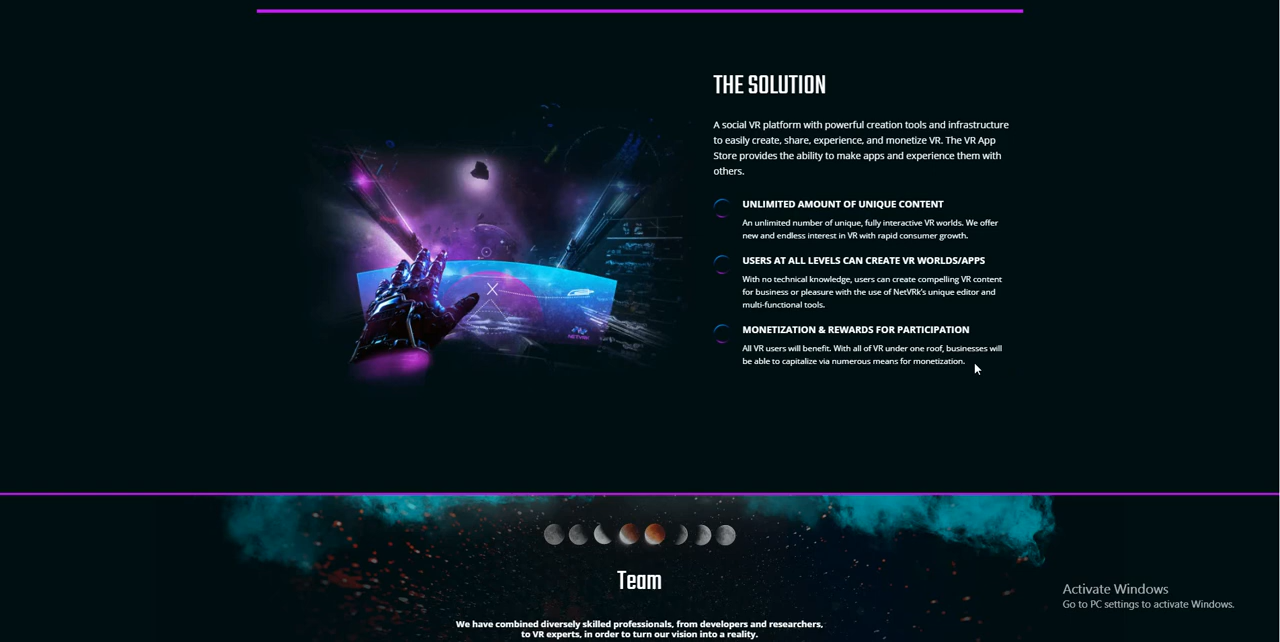 THE SOLUTION
A social VR platform with powerful creation tools and infrastructure
to easily create, share, experience, and monetize VR. The VR App
Store provides the ability to make apps and experience them with
others.
UNLIMITED AMOUNT OF UNIQUE CONTENT
An unlimited number of unique, fully interactive VR worlds. We offer
new and endless interest in VR with rapid consumer growth.
USERS AT ALL LEVELS CAN CREATE VR WORLDS/APPS
With no technical knowledge, users can create compelling VR content
for business or pleasure with the use of NetVRk's unique editor and
multi-functional tools.
MONETIZATION & REWARDS FOR PARTICIPATION
All VR users will benefit. With all of VR under one roof, businesses will
be able to capitalize via numerous means for monetization.
Team
We have combined diversely skilled professionals, from developers and researchers,
to VR experts, in order to turn our vision into a reality.
Activate Windows
Go to PC settings to activate Windows.